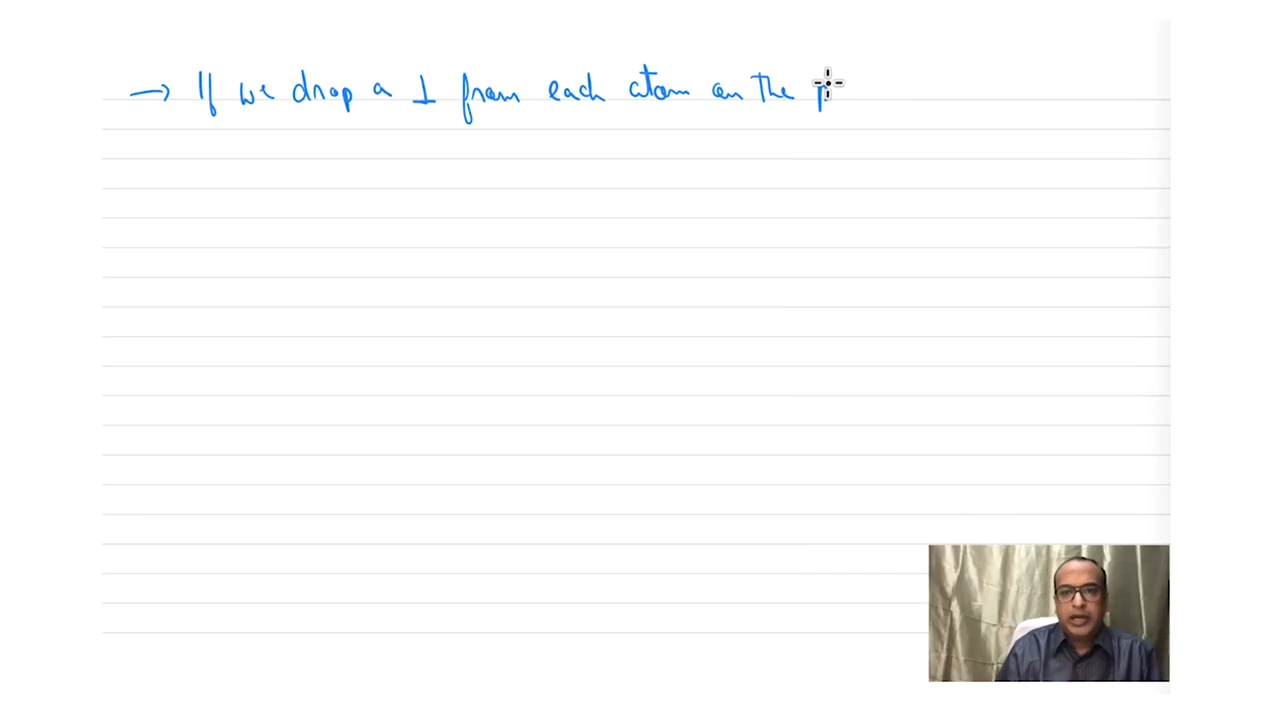 → If we drop a ⊥ from each atom on the p